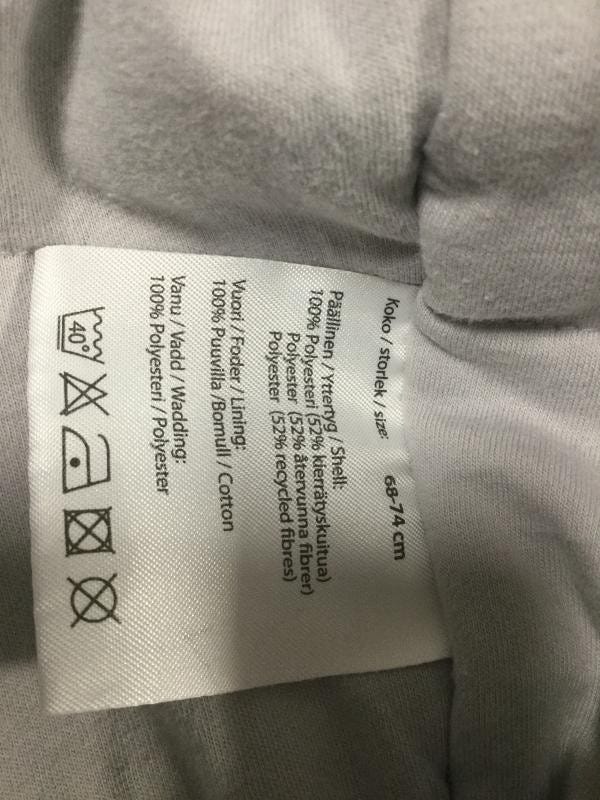 Koko / storlek / size: 68-74 cm
Päällinen / Yttertyg / Shell:
100% Polyesteri (52% kierrätyskuitua)
Polyester (52% återvunna fibrer)
Polyester (52% recycled fibres)
Vuori / Foder / Lining:
100% Puuvilla /Bomull / Cotton
Vanu / Vadd / Wadding:
100% Polyesteri / Polyester
40°